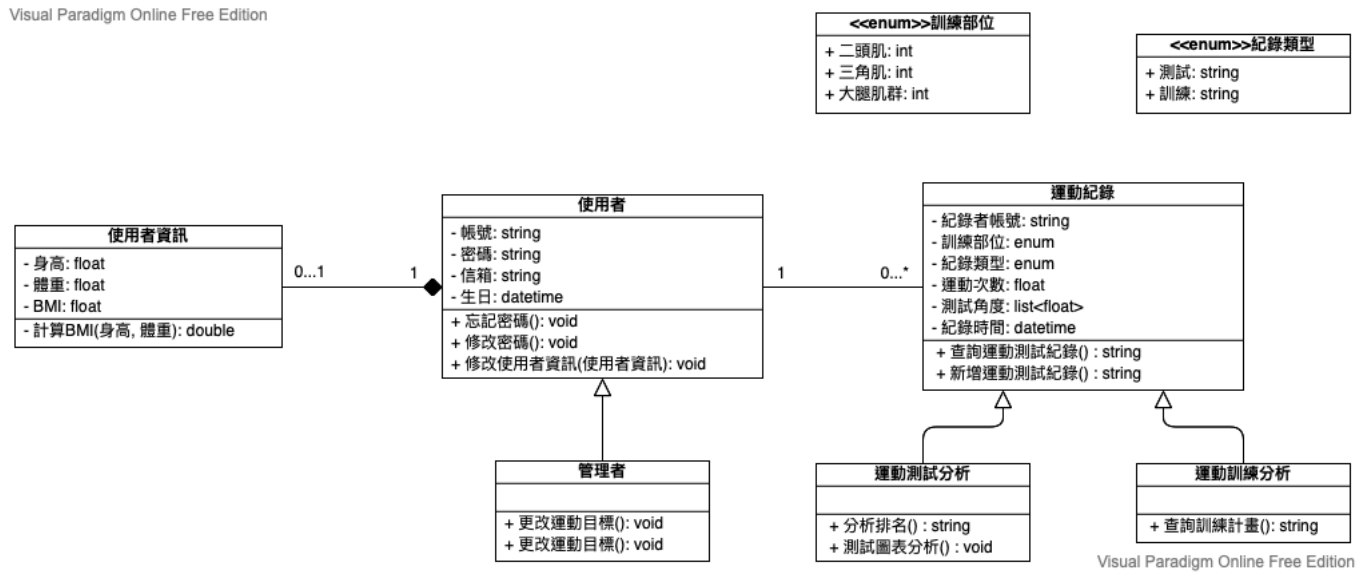 Visual Paradigm Online Free Edition
<<enum>>訓練部位
+ 二頭肌: int
+ 三角肌: int
+ 大腿肌群: int
<<enum>>紀錄類型
+ 測試: string
+ 訓練: string
使用者資訊
- 身高: float
- 體重: float
- BMI: float
- 計算BMI(身高, 體重): double
0...1
1
使用者
- 帳號: string
- 密碼: string
- 信箱: string
- 生日: datetime
+ 忘記密碼(): void
+ 修改密碼(): void
+ 修改使用者資訊(使用者資訊): void
1
0...*
運動紀錄
- 紀錄者帳號: string
- 訓練部位: enum
- 紀錄類型: enum
- 運動次數: float
- 測試角度: list<float>
- 紀錄時間: datetime
+ 查詢運動測試紀錄() : string
+ 新增運動測試紀錄() : string
管理者
+ 更改運動目標(): void
+ 更改運動目標(): void
運動測試分析
+ 分析排名() : string
+ 測試圖表分析() : void
運動訓練分析
+ 查詢訓練計畫(): string
Visual Paradigm Online Free Edition